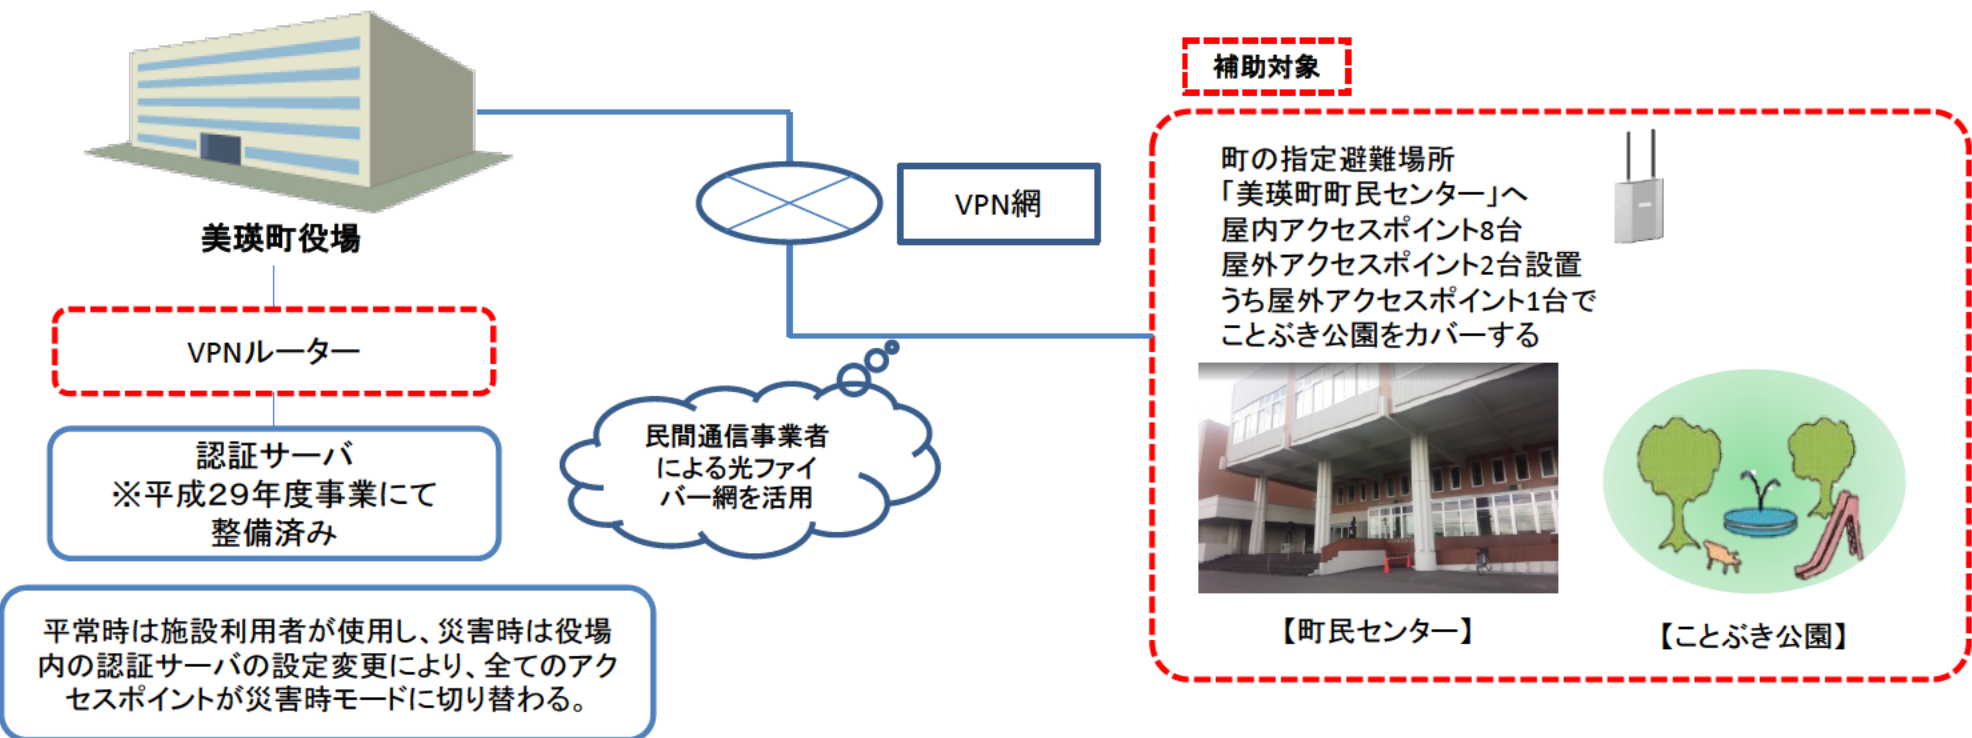 補助対象
町の指定避難場所
「美瑛町町民センター」へ
屋内アクセスポイント8台
屋外アクセスポイント2台設置
うち屋外アクセスポイント1台で
ことぶき公園をカバーする
VPN網
美瑛町役場
VPNルーター
認証サーバ
※平成29年度事業にて
整備済み
民間通信事業者
による光ファイ
バー網を活用
平常時は施設利用者が使用し、災害時は役場
内の認証サーバの設定変更により、全てのアク
セスポイントが災害時モードに切り替わる。
【町民センター】
【ことぶき公園】